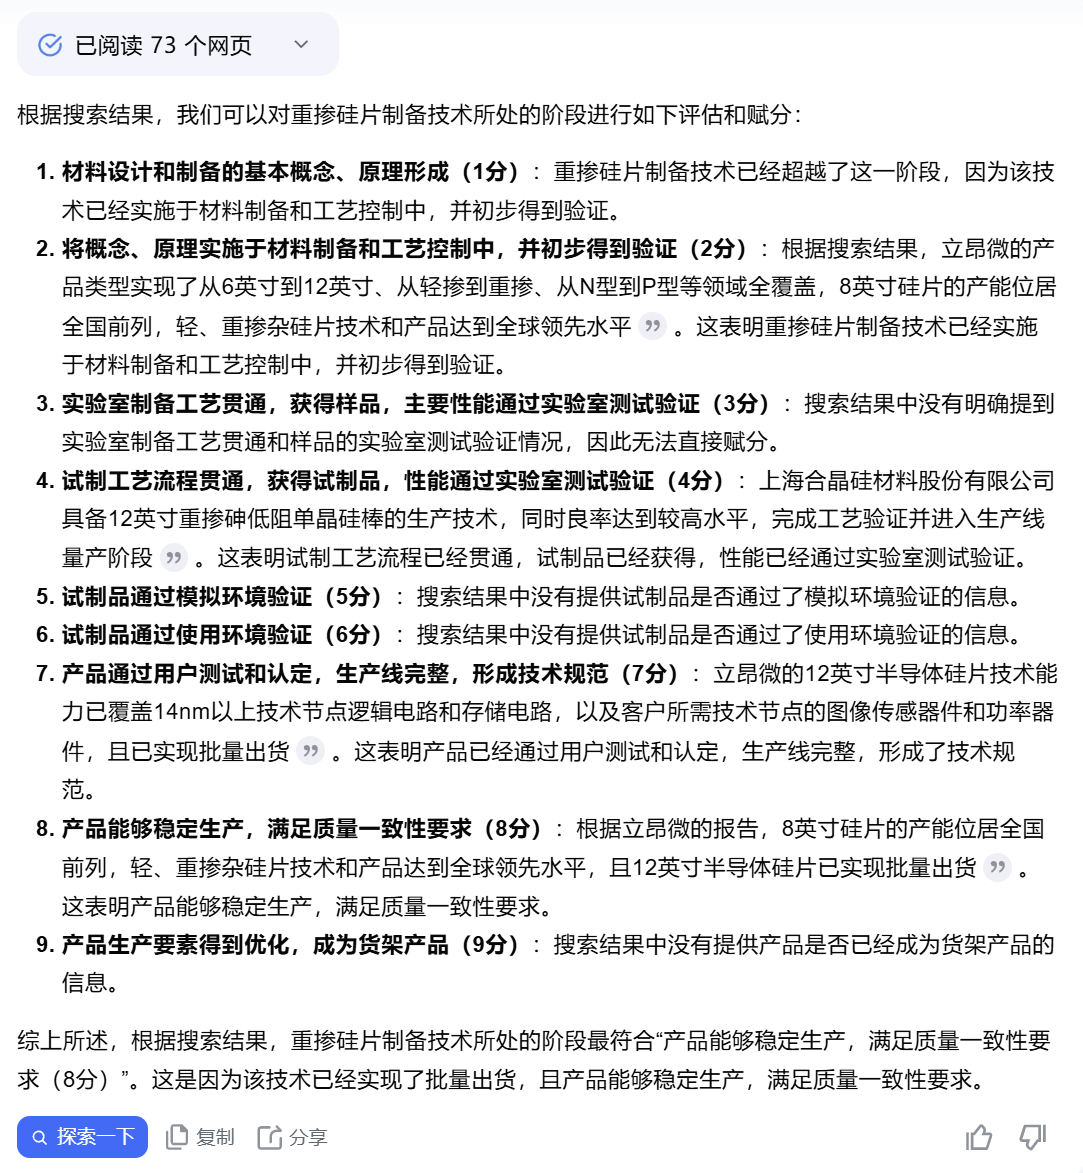 已阅读 73 个网页
根据搜索结果，我们可以对重掺硅片制备技术所处的阶段进行如下评估和赋分：
1. 材料设计和制备的基本概念、原理形成（1分）：重掺硅片制备技术已经超越了这一阶段，因为该技
术已经实施于材料制备和工艺控制中，并初步得到验证。
2. 将概念、原理实施于材料制备和工艺控制中，并初步得到验证（2分）：根据搜索结果，立昂微的产
品类型实现了从6英寸到12英寸、从轻掺到重掺、从N型到P型等领域全覆盖，8英寸硅片的产能位居
全国前列，轻、重掺杂硅片技术和产品达到全球领先水平 ” 。这表明重掺硅片制备技术已经实施
于材料制备和工艺控制中，并初步得到验证。
3. 实验室制备工艺贯通，获得样品，主要性能通过实验室测试验证（3分）：搜索结果中没有明确提到
实验室制备工艺贯通和样品的实验室测试验证情况，因此无法直接赋分。
4. 试制工艺流程贯通，获得试制品，性能通过实验室测试验证（4分）：上海合晶硅材料股份有限公司
具备12英寸重掺砷低阻单晶硅棒的生产技术，同时良率达到较高水平，完成工艺验证并进入生产线
量产阶段 ” 。这表明试制工艺流程已经贯通，试制品已经获得，性能已经通过实验室测试验证。
5. 试制品通过模拟环境验证（5分）：搜索结果中没有提供试制品是否通过了模拟环境验证的信息。
6. 试制品通过使用环境验证（6分）：搜索结果中没有提供试制品是否通过了使用环境验证的信息。
7. 产品通过用户测试和认定，生产线完整，形成技术规范（7分）：立昂微的12英寸半导体硅片技术能
力已覆盖14nm以上技术节点逻辑电路和存储电路，以及客户所需技术节点的图像传感器件和功率器
件，且已实现批量出货 ” 。这表明产品已经通过用户测试和认定，生产线完整，形成了技术规
范。
8. 产品能够稳定生产，满足质量一致性要求（8分）：根据立昂微的报告，8英寸硅片的产能位居全国
前列，轻、重掺杂硅片技术和产品达到全球领先水平，且12英寸半导体硅片已实现批量出货 ” 。
这表明产品能够稳定生产，满足质量一致性要求。
9. 产品生产要素得到优化，成为货架产品（9分）：搜索结果中没有提供产品是否已经成为货架产品的
信息。
综上所述，根据搜索结果，重掺硅片制备技术所处的阶段最符合“产品能够稳定生产，满足质量一致性要
求（8分）”。这是因为该技术已经实现了批量出货，且产品能够稳定生产，满足质量一致性要求。
探索一下 复制 分享